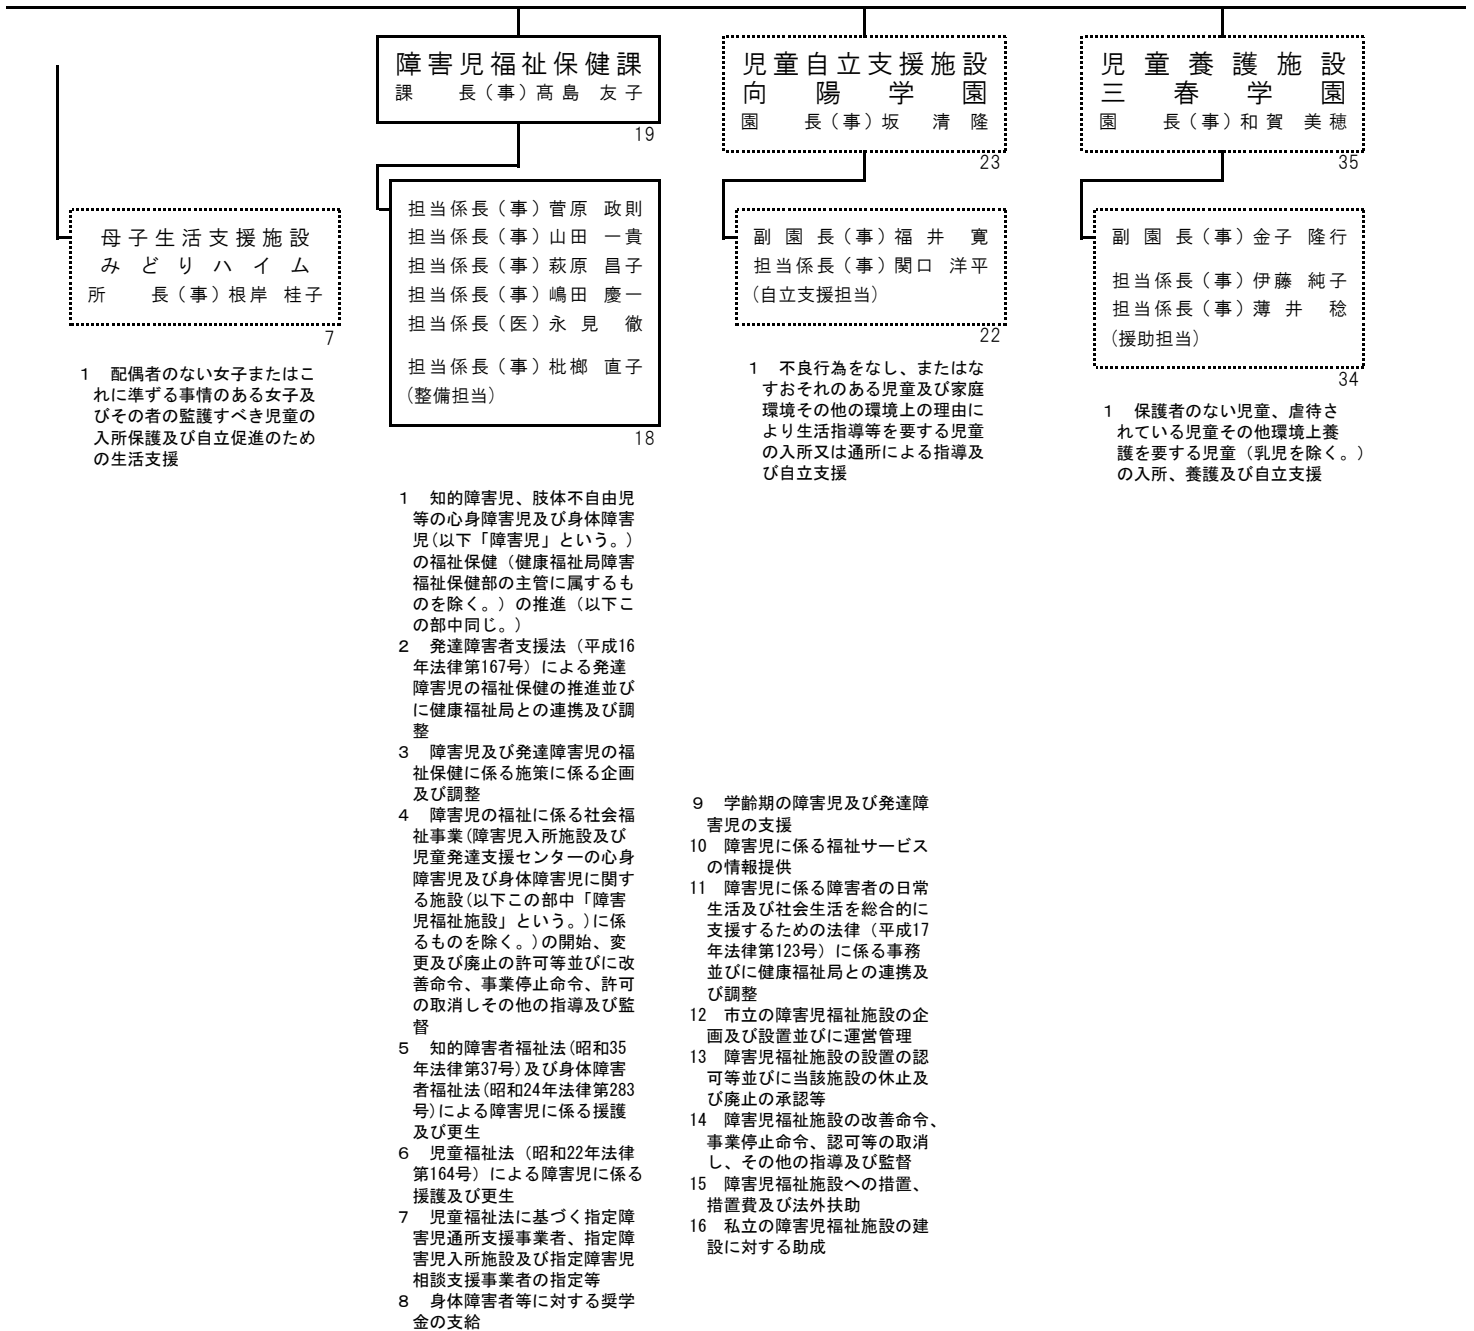 母子生活支援施設
みどりハイム
所　　長（事）根岸 桂子
7
1　配偶者のない女子またはこ
れに準ずる事情のある女子及
びその者の監護すべき児童の
入所保護及び自立促進のため
の生活支援
障害児福祉保健課
課　　長（事）髙島 友子
19
担当係長（事）菅原 政則
担当係長（事）山田 一貴
担当係長（事）萩原 昌子
担当係長（事）嶋田 慶一
担当係長（医）永見 徹
担当係長（事）枇榔 直子
(整備担当）
18
1　知的障害児、肢体不自由児
等の心身障害児及び身体障害
児(以下「障害児」という。)
の福祉保健（健康福祉局障害
福祉保健部の主管に属するも
のを除く。）の推進（以下こ
の部中同じ。）
2　発達障害者支援法（平成16
年法律第167号）による発達
障害児の福祉保健の推進並び
に健康福祉局との連携及び調
整
3　障害児及び発達障害児の福
祉保健に係る施策に係る企画
及び調整
4　障害児の福祉に係る社会福
祉事業(障害児入所施設及び
児童発達支援センターの心身
障害児及び身体障害児に関す
る施設(以下この部中「障害
児福祉施設」という。)に係
るものを除く。)の開始、変
更及び廃止の許可等並びに改
善命令、事業停止命令、許可
の取消しその他の指導及び監
督
5　知的障害者福祉法(昭和35
年法律第37号)及び身体障害
者福祉法(昭和24年法律第283
号)による障害児に係る援護
及び更生
6　児童福祉法（昭和22年法律
第164号）による障害児に係る
援護及び更生
7　児童福祉法に基づく指定障
害児通所支援事業者、指定障
害児入所施設及び指定障害児
相談支援事業者の指定等
8　身体障害者等に対する奨学
金の支給
児童自立支援施設
向陽学園
園　　長（事）坂 清隆
23
副園長（事）福井 寛
担当係長（事）関口 洋平
(自立支援担当）
22
1　不良行為をなし、またはな
すおそれのある児童及び家庭
環境その他の環境上の理由に
より生活指導等を要する児童
の入所又は通所による指導及
び自立支援
9　学齢期の障害児及び発達障
害児の支援
10　障害児に係る福祉サービス
の情報提供
11　障害児に係る障害者の日常
生活及び社会生活を総合的に
支援するための法律（平成17
年法律第123号）に係る事務
並びに健康福祉局との連携及
び調整
12　市立の障害児福祉施設の企
画及び設置並びに運営管理
13　障害児福祉施設の設置の認
可等並びに当該施設の休止及
び廃止の承認等
14　障害児福祉施設の改善命令、
事業停止命令、認可等の取消
し、その他の指導及び監督
15　障害児福祉施設への措置、
措置費及び法外扶助
16　私立の障害児福祉施設の建
設に対する助成
児童養護施設
三春学園
園　　長（事）和賀 美穂
35
副園長（事）金子 隆行
担当係長（事）伊藤 純子
担当係長（事）薄井 稔
(援助担当）
34
1　保護者のない児童、虐待さ
れている児童その他環境上養
護を要する児童（乳児を除く。）
の入所、養護及び自立支援